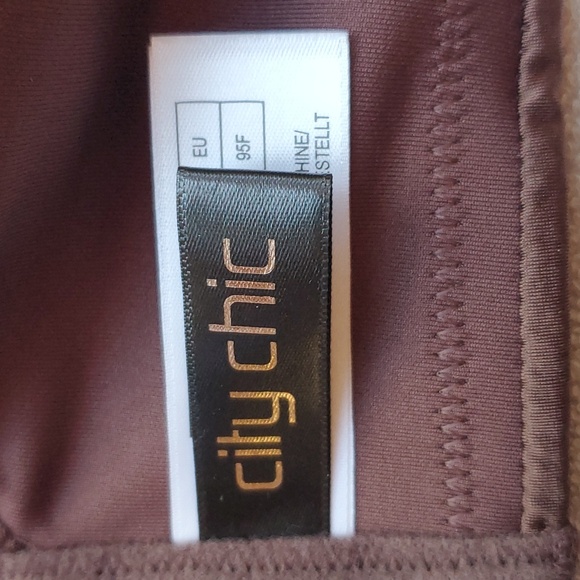 EU
95F
HINE/
STELLT
city chic